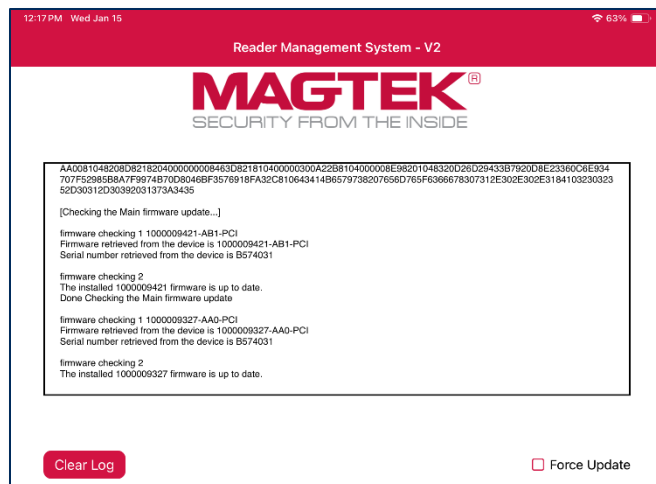 12:17 PM Wed Jan 15
63%
Reader Management System - V2
MAGTEK®
SECURITY FROM THE INSIDE
AA0081048208D821820400000008463D821810400000300A22B8104000008E98201048320D26D29433B7920D8E23360C6E934
707F52985B8A7F9974B70D8046BF3576918FA32C810643414B6579738207656D765F6366678307312E302E302E3184103230323
52D30312D30392031373A3435
[Checking the Main firmware update...]
firmware checking 1 1000009421-AB1-PCI
Firmware retrieved from the device is 1000009421-AB1-PCI
Serial number retrieved from the device is B574031
firmware checking 2
The installed 1000009421 firmware is up to date.
Done Checking the Main firmware update
firmware checking 1 1000009327-AA0-PCI
Firmware retrieved from the device is 1000009327-AA0-PCI
Serial number retrieved from the device is B574031
firmware checking 2
The installed 1000009327 firmware is up to date.
Clear Log
Force Update